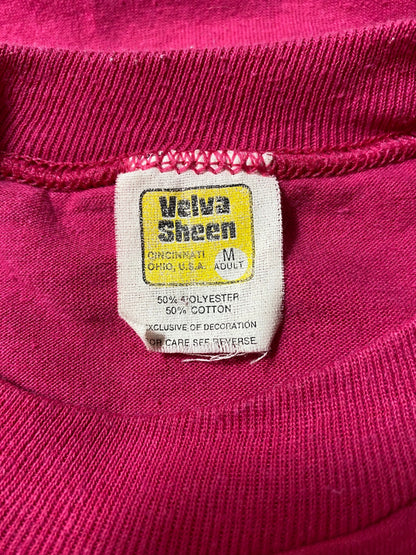 Velva
Sheen
CINCINNATI
OHIO, U.S.A.
M
ADULT
50% POLYESTER
50% COTTON
EXCLUSIVE OF DECORATION
FOR CARE SEE REVERSE